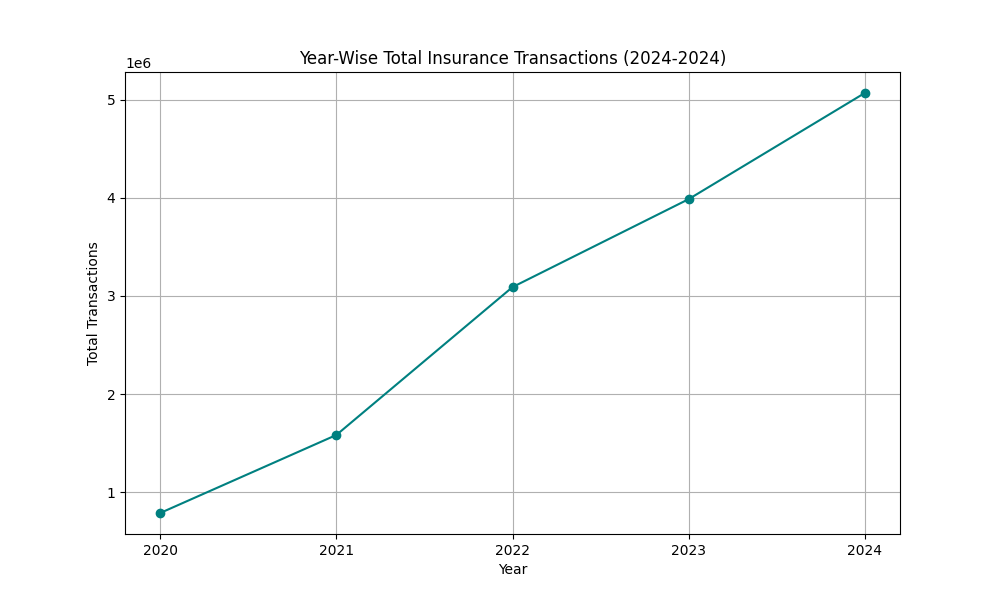 Year-Wise Total Insurance Transactions (2024-2024)
1e6
5
4
3
2
1
Total Transactions
2020 2021 2022 2023 2024
Year